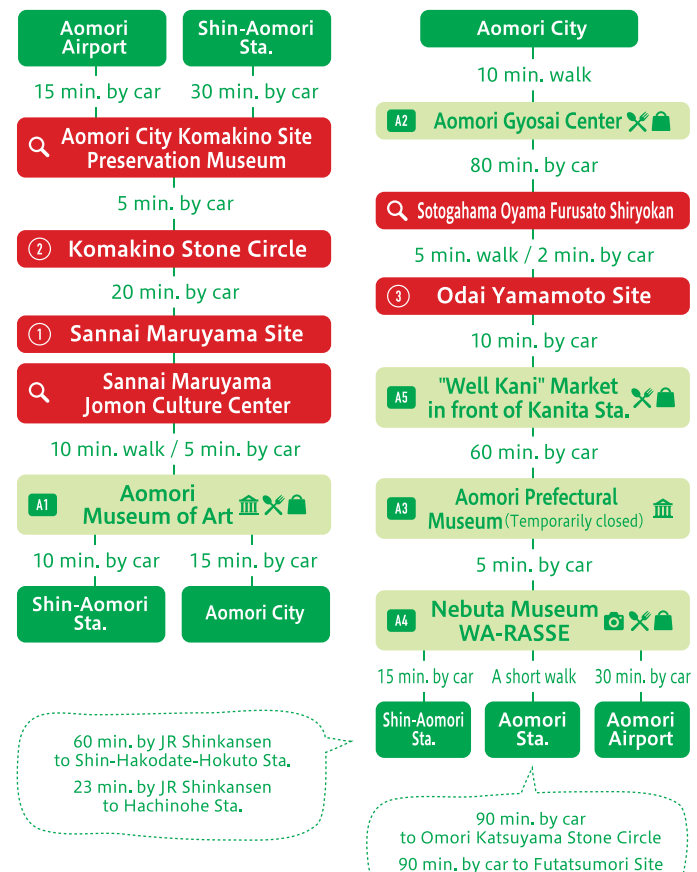 Aomori
Airport
Shin-Aomori
Sta.
15 min. by car
30 min. by car
Aomori City Komakino Site
Preservation Museum
5 min. by car
② Komakino Stone Circle
20 min. by car
① Sannai Maruyama Site
Sannai Maruyama
Jomon Culture Center
10 min. walk / 5 min. by car
A1
Aomori
Museum of Art
10 min. by car
15 min. by car
Shin-Aomori
Sta.
Aomori City
60 min. by JR Shinkansen
to Shin-Hakodate-Hokuto Sta.
23 min. by JR Shinkansen
to Hachinohe Sta.
Aomori City
10 min. walk
A2 Aomori Gyosai Center
80 min. by car
Sotogahama Oyama Furusato Shiryokan
5 min. walk / 2 min. by car
③ Odai Yamamoto Site
10 min. by car
A5
"Well Kani" Market
in front of Kanita Sta.
60 min. by car
A3
Aomori Prefectural
Museum (Temporarily closed)
5 min. by car
A4
Nebuta Museum
WA-RASSE
15 min. by car
A short walk
30 min. by car
Shin-Aomori
Sta.
Aomori
Sta.
Aomori
Airport
90 min. by car
to Omori Katsuyama Stone Circle
90 min. by car to Futatsumori Site